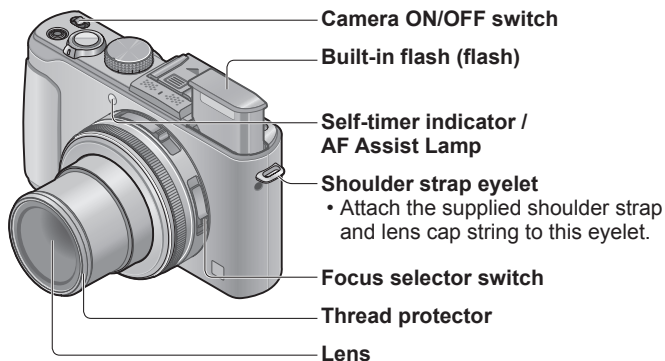 Camera ON/OFF switch
Built-in flash (flash)
Self-timer indicator /
AF Assist Lamp
Shoulder strap eyelet
• Attach the supplied shoulder strap
and lens cap string to this eyelet.
Focus selector switch
Thread protector
Lens